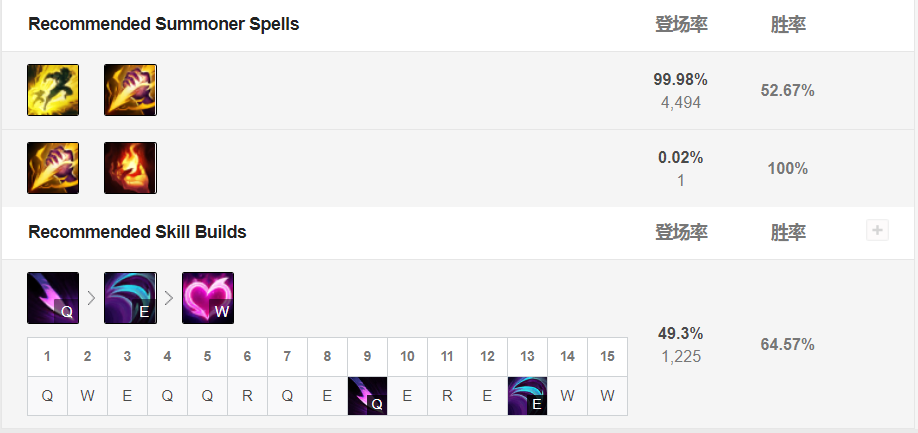 Recommended Summoner Spells 登场率 胜率
99.98%
4,494
52.67%
0.02%
1
100%
Recommended Skill Builds 登场率 胜率 +
Q > E > W
49.3%
1,225
64.57%
1 2 3 4 5 6 7 8 9 10 11 12 13 14 15
Q W E Q Q R Q E Q E R E E W W